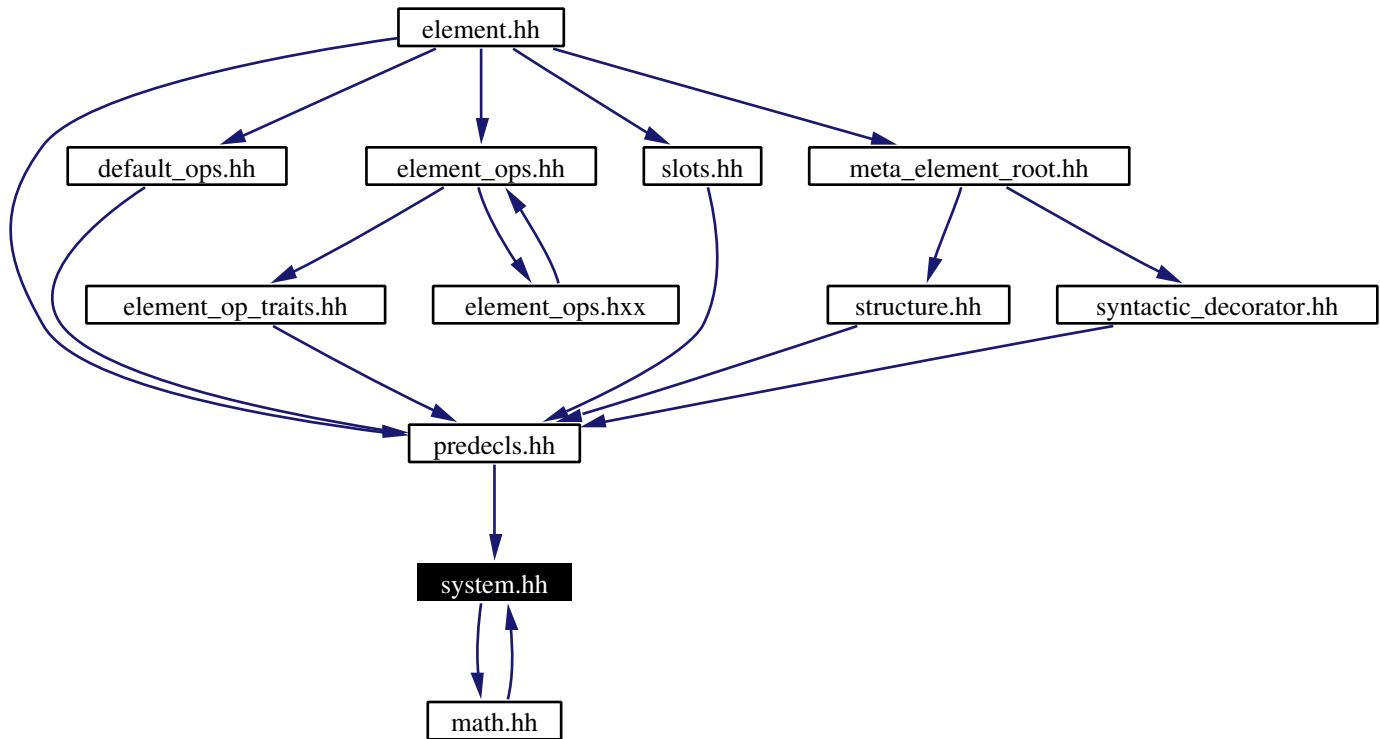 element.hh
default_ops.hh
element_ops.hh
slots.hh
meta_element_root.hh
element_op_traits.hh
element_ops.hxx
structure.hh
syntactic_decorator.hh
predecls.hh
system.hh
math.hh